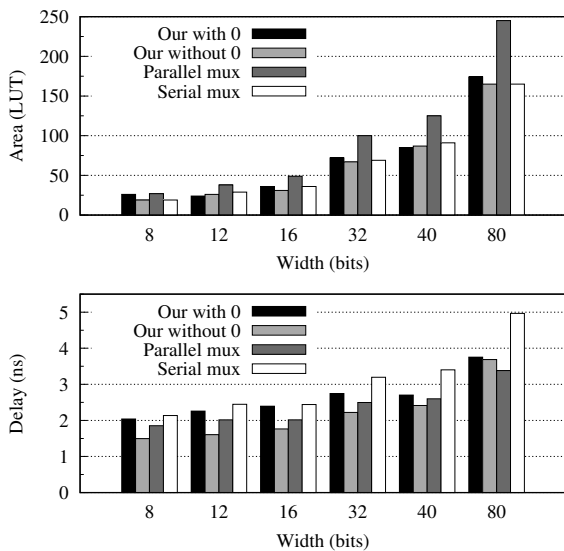 250
200
150
100
50
0
Area (LUT)
Our with 0
Our without 0
Parallel mux
Serial mux
8 12 16 32 40 80
Width (bits)
5
4
3
2
1
0
Delay (ns)
Our with 0
Our without 0
Parallel mux
Serial mux
8 12 16 32 40 80
Width (bits)